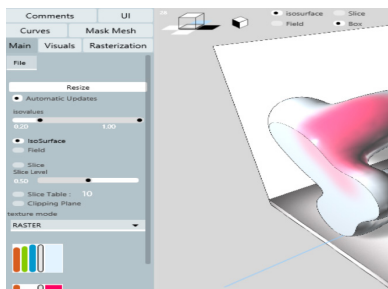 Comments UI
Curves Mask Mesh
Main Visuals Rasterization
File
Resize
Automatic Updates
isovalues
0.20 1.00
IsoSurface
Field
Slice
Slice Level
0.50
Slice Table : 10
Clipping Plane
texture mode
RASTER
Isosurface Slice
Field Box